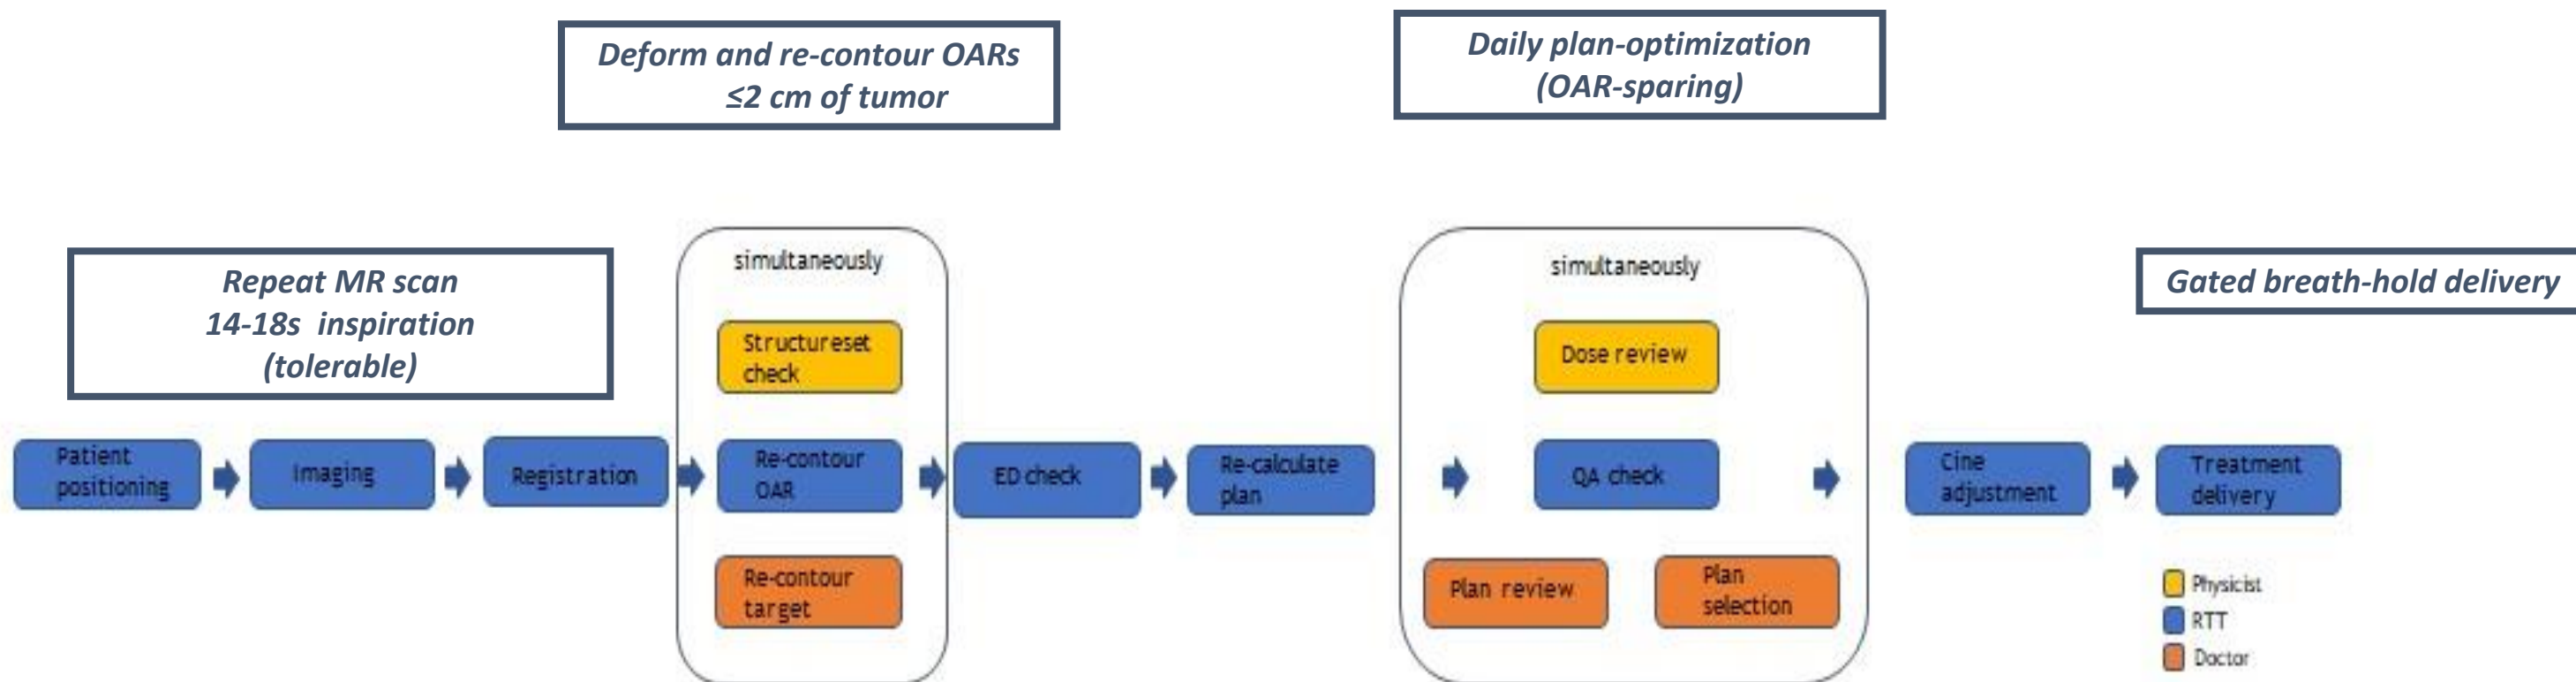 Deform and re-contour OARs
≤2 cm of tumor
Daily plan-optimization
(OAR-sparing)
Repeat MR scan
14-18s inspiration
(tolerable)
Gated breath-hold delivery
Patient
positioning
Imaging
Registration
simultaneously
Structureset
check
Re-contour
OAR
Re-contour
target
ED check
Re-calculate
plan
simultaneously
Dose review
QA check
Plan review
Plan
selection
Cine
adjustment
Treatment
delivery
Physicist
RTT
Doctor